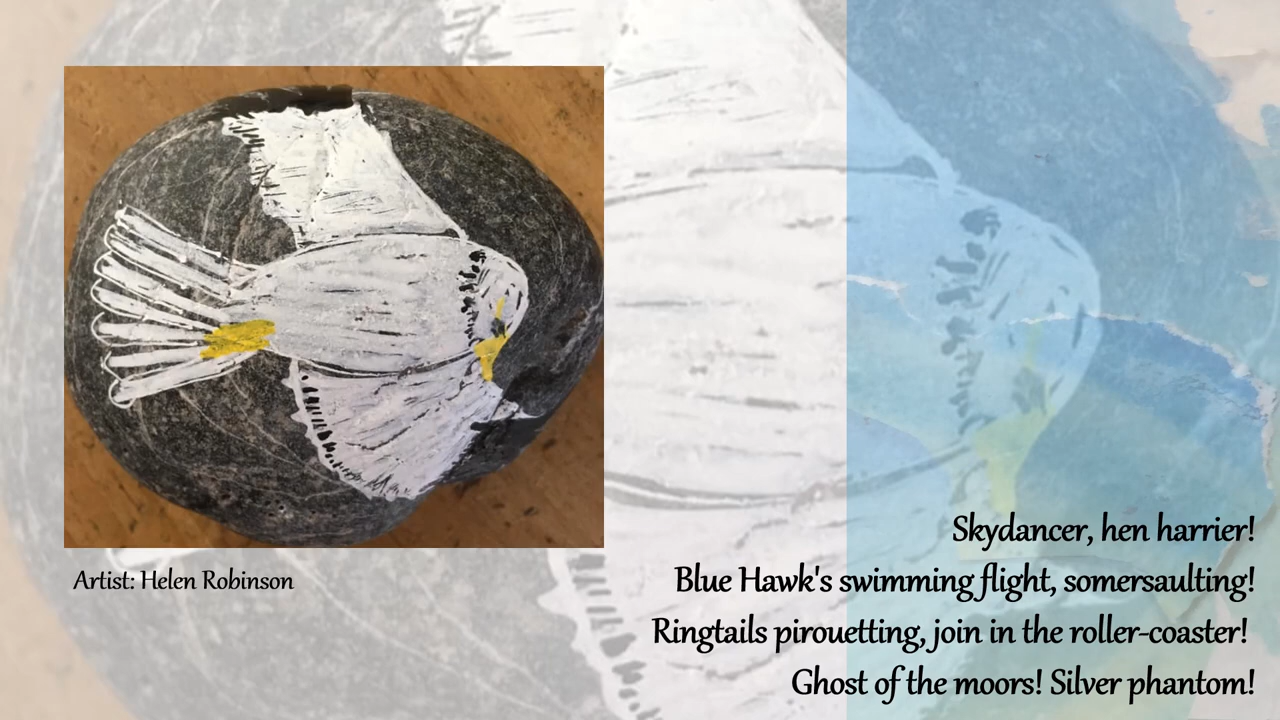 Artist: Helen Robinson
Skydancer, hen harrier!
Blue Hawk's swimming flight, somersaulting!
Ringtails pirouetting, join in the roller-coaster!
Ghost of the moors! Silver phantom!